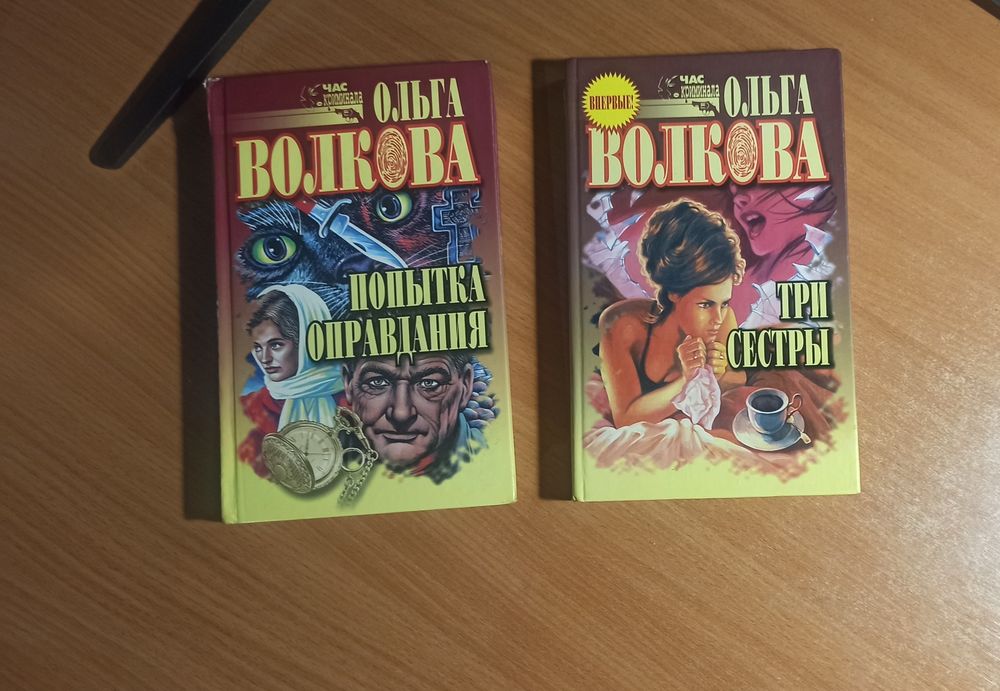 ЧАС
криминала
ОЛЬГА
ВОЛКОВА
ПОПЫТКА
ОПРАВДАНИЯ
ВПЕРВЫЕ!
ЧАС
криминала
ОЛЬГА
ВОЛКОВА
ТРИ
СЕСТРЫ